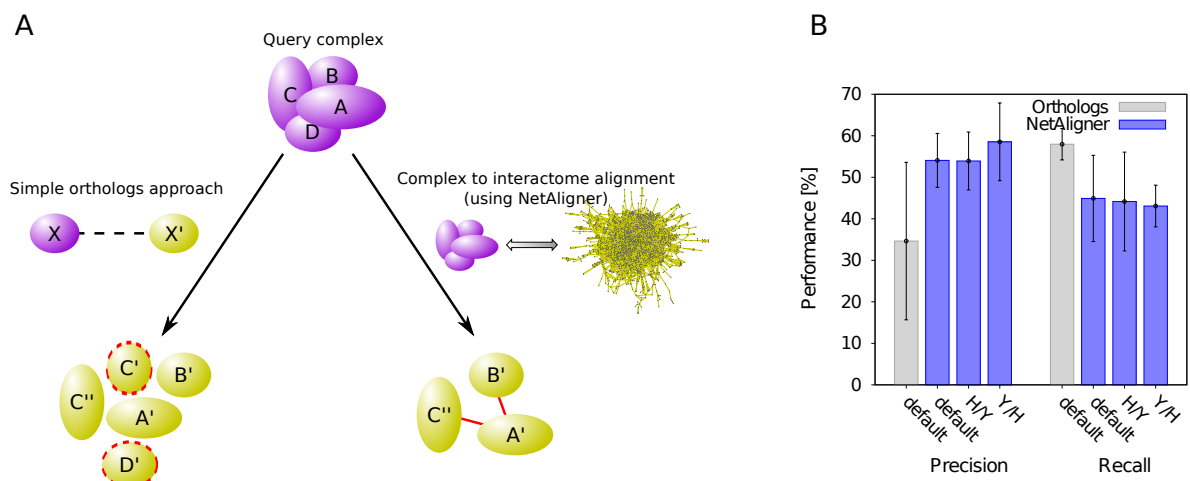 A
Query complex
B
C
A
D
Simple orthologs approach
X
X'
Complex to interactome alignment
(using NetAligner)
C'
B'
C''
A'
D'
B'
C''
A'
B
70
60
50
40
30
20
10
0
Performance [%]
Orthologs
NetAligner
default
default
H/Y
Y/H
default
default
H/Y
Y/H
Precision
Recall